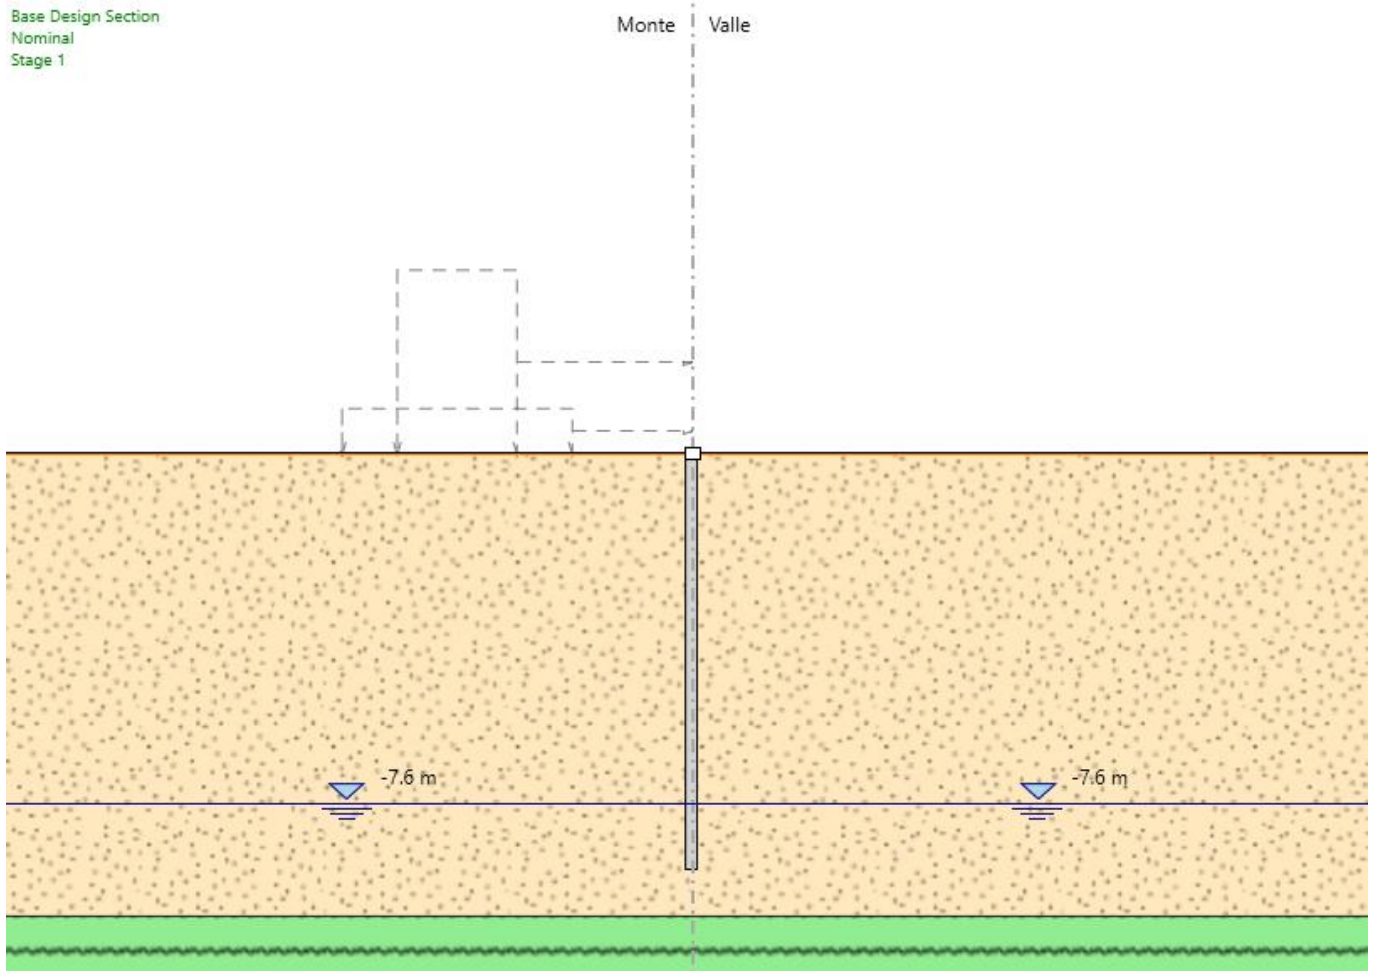 Base Design Section
Nominal
Stage 1
Monte
Valle
-7.6 m
-7.6 m